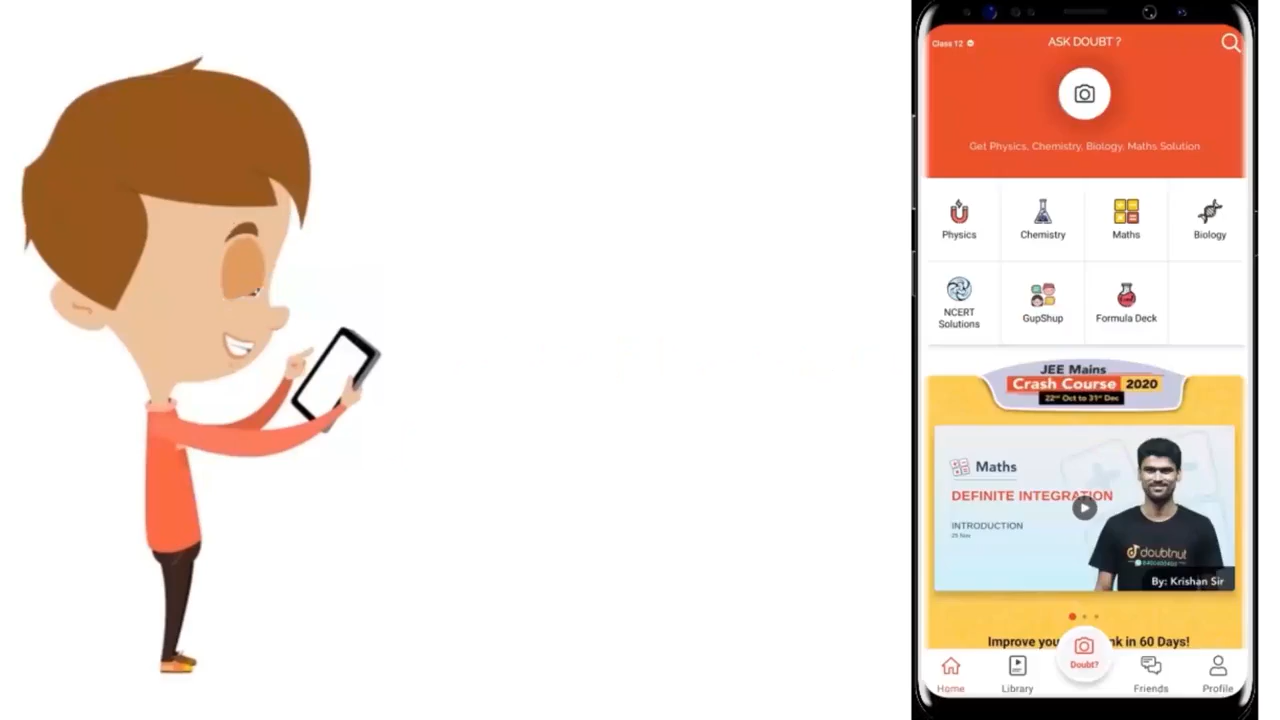 Class 12
ASK DOUBT ?
Get Physics, Chemistry, Biology, Maths Solution
Physics
Chemistry
Maths
Biology
NCERT
Solutions
GupShup
Formula Deck
JEE Mains
Crash Course 2020
22nd Oct to 31st Dec
Maths
DEFINITE INTEGRATION
INTRODUCTION
doubtnut
By: Krishan Sir
Improve you nk in 60 Days!
Doubt?
Home
Library
Friends
Profile